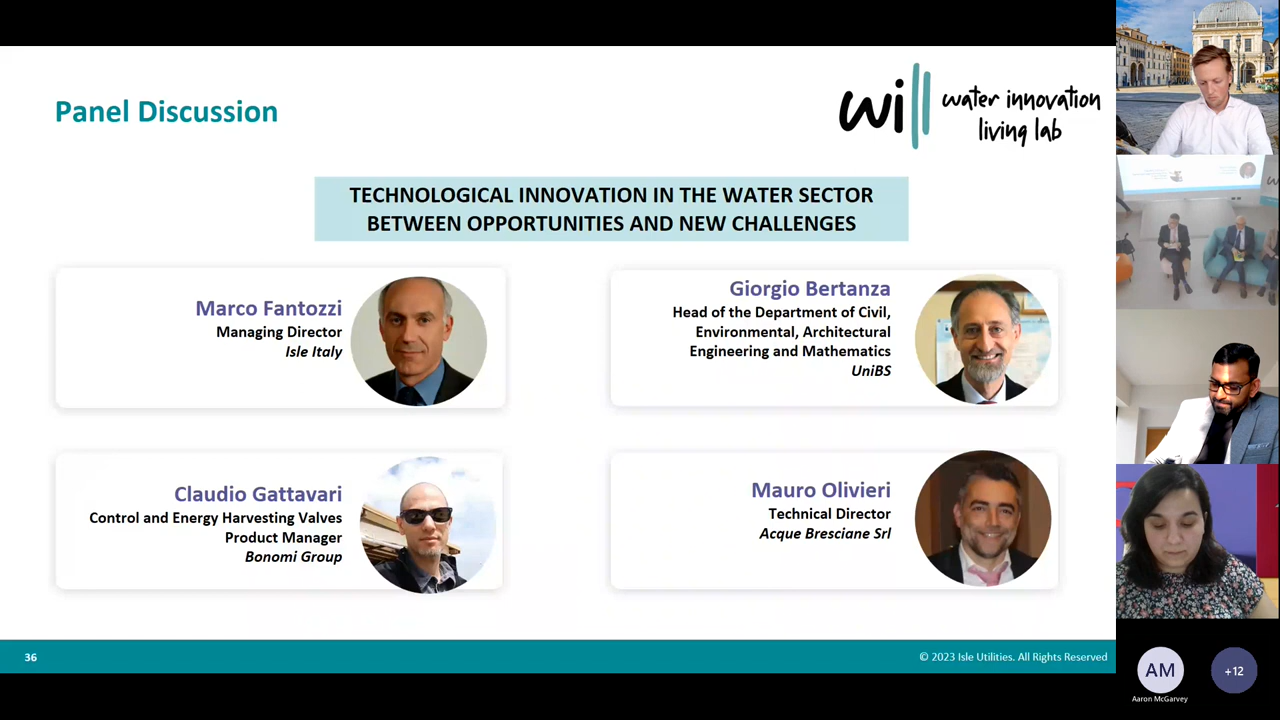 Panel Discussion
will
water innovation
living lab
TECHNOLOGICAL INNOVATION IN THE WATER SECTOR
BETWEEN OPPORTUNITIES AND NEW CHALLENGES
Marco Fantozzi
Managing Director
Isle Italy
Giorgio Bertanza
Head of the Department of Civil,
Environmental, Architectural
Engineering and Mathematics
UniBS
Claudio Gattavari
Control and Energy Harvesting Valves
Product Manager
Bonomi Group
Mauro Olivieri
Technical Director
Acque Bresciane Srl
36
© 2023 Isle Utilities. All Rights Reserved
AM
Aaron McGarvey
+12